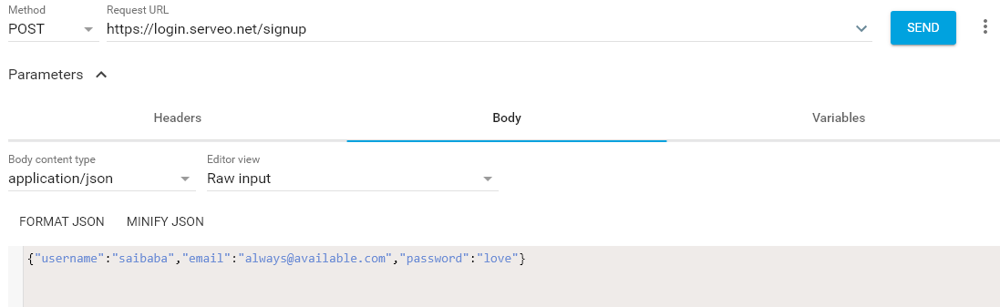 Method
Request URL
POST
https://login.serveo.net/signup
SEND
Parameters
Headers
Body
Variables
Body content type
Editor view
application/json
Raw input
FORMAT JSON
MINIFY JSON
{"username":"saibaba","email":"always@available.com","password":"love"}